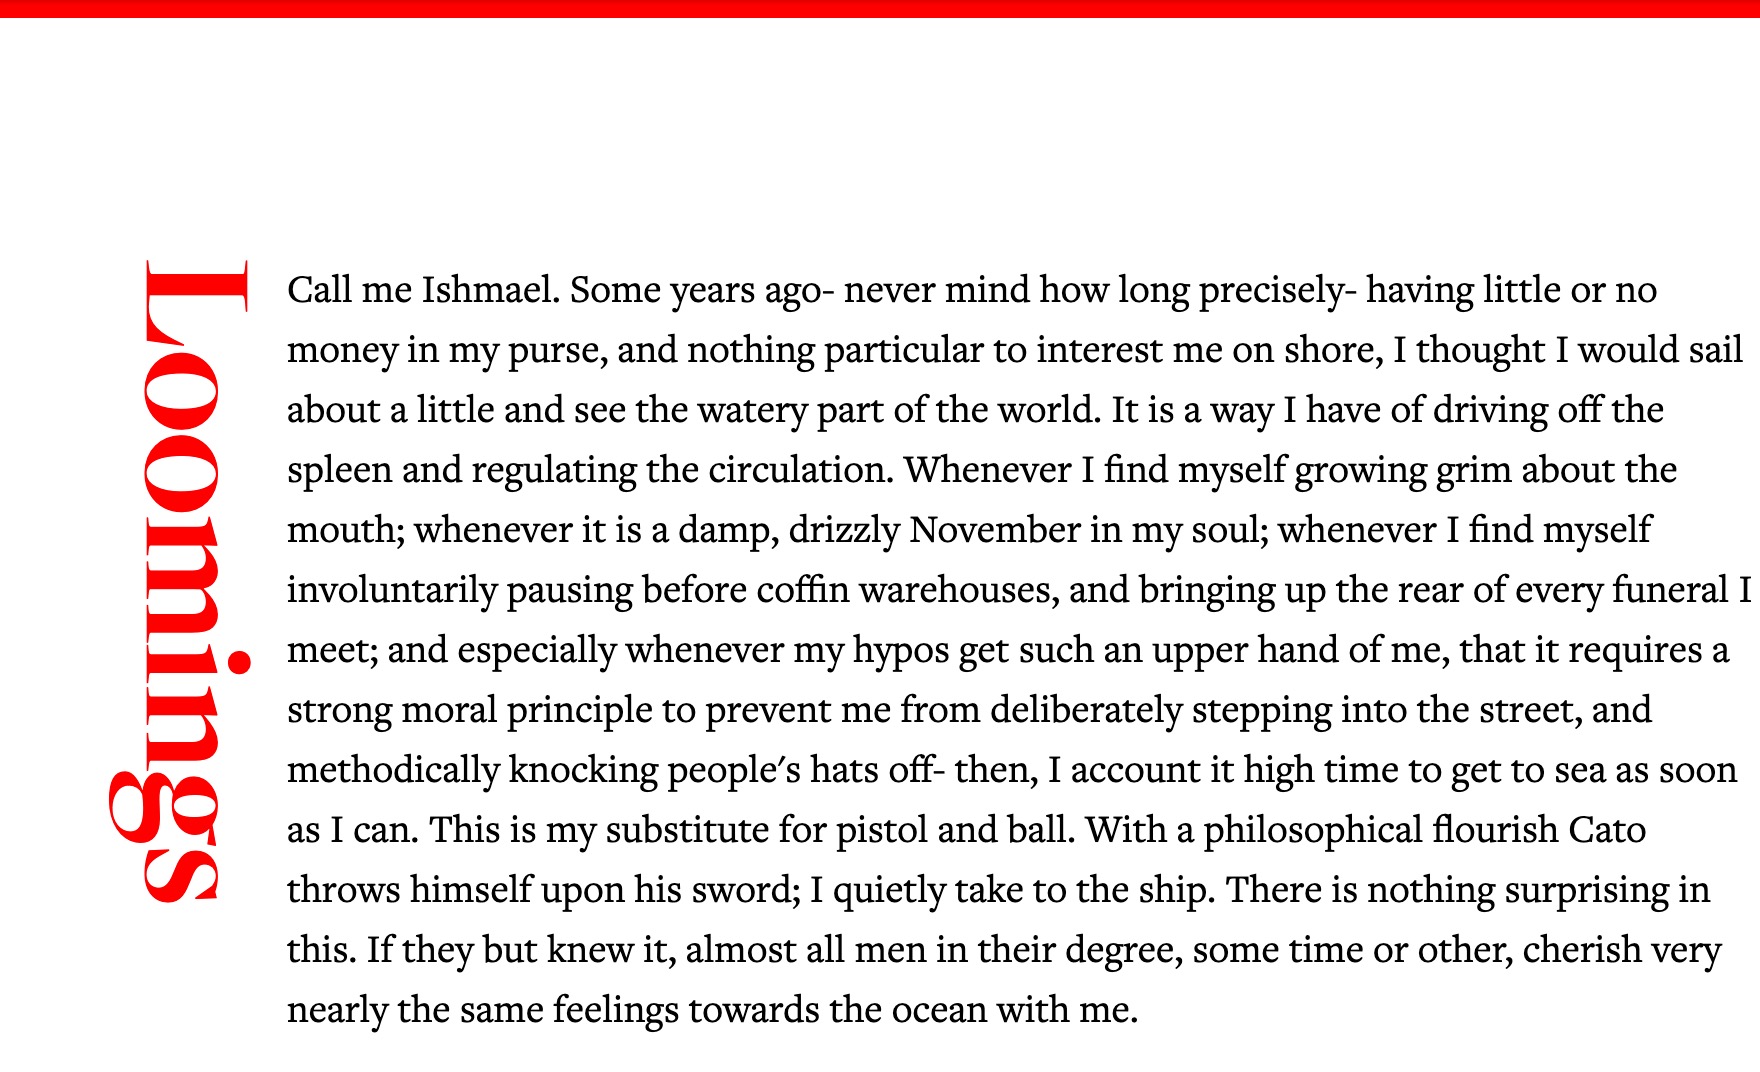 Loomings
Call me Ishmael. Some years ago- never mind how long precisely- having little or no
money in my purse, and nothing particular to interest me on shore, I thought I would sail
about a little and see the watery part of the world. It is a way I have of driving off the
spleen and regulating the circulation. Whenever I find myself growing grim about the
mouth; whenever it is a damp, drizzly November in my soul; whenever I find myself
involuntarily pausing before coffin warehouses, and bringing up the rear of every funeral I
meet; and especially whenever my hypos get such an upper hand of me, that it requires a
strong moral principle to prevent me from deliberately stepping into the street, and
methodically knocking people's hats off- then, I account it high time to get to sea as soon
as I can. This is my substitute for pistol and ball. With a philosophical flourish Cato
throws himself upon his sword; I quietly take to the ship. There is nothing surprising in
this. If they but knew it, almost all men in their degree, some time or other, cherish very
nearly the same feelings towards the ocean with me.